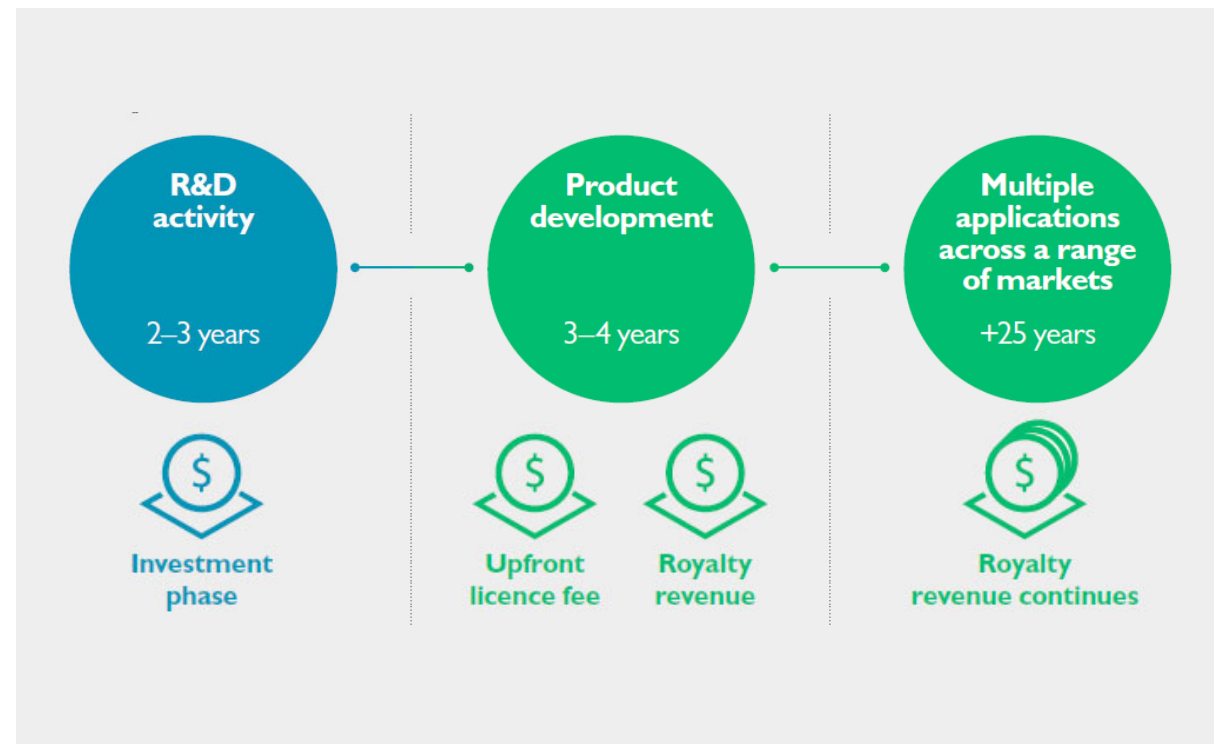 R&D
activity
2–3 years
Product
development
3–4 years
Multiple
applications
across a range
of markets
+25 years
$
Investment
phase
$
Upfront
licence fee
$
Royalty
revenue
$
Royalty
revenue continues